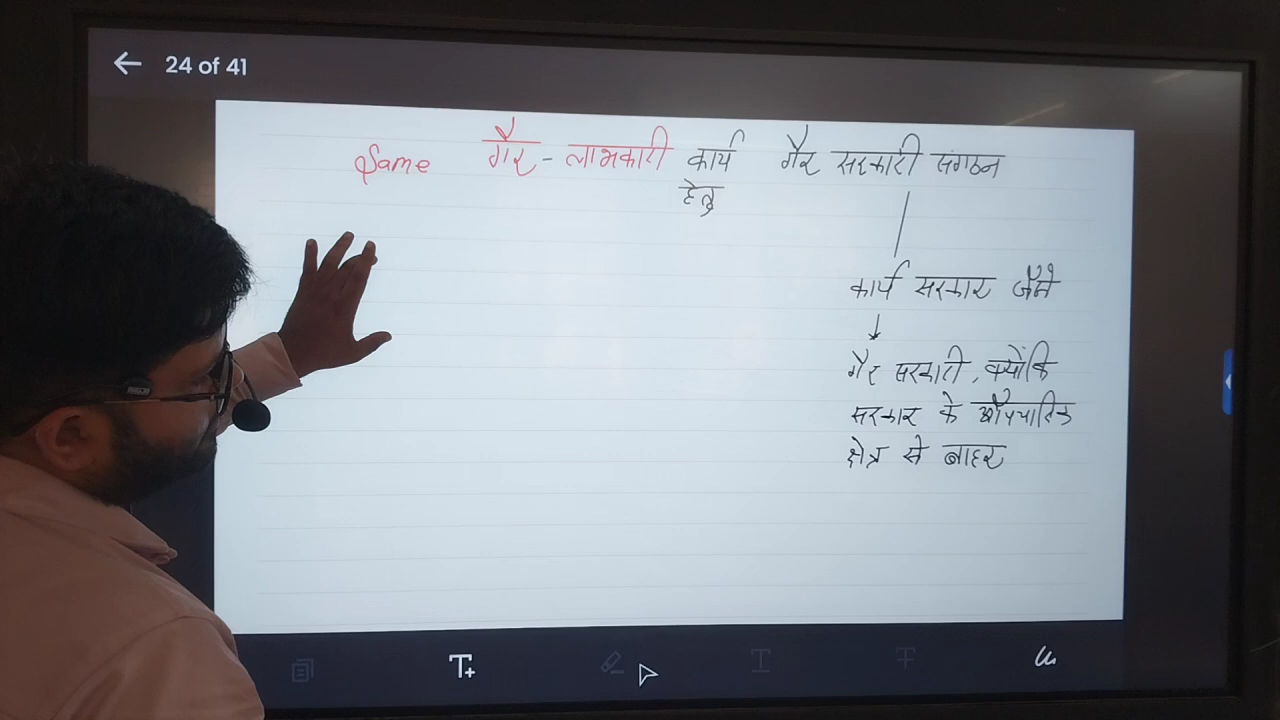 24 of 41
Same गैर - लाभकारी कार्य गैर सरकारी संगठन
हेतु
कार्य सरकार जैसे
गैर सरकारी, क्योंकि
सरकार के औपचारिक
क्षेत्र से बाहर